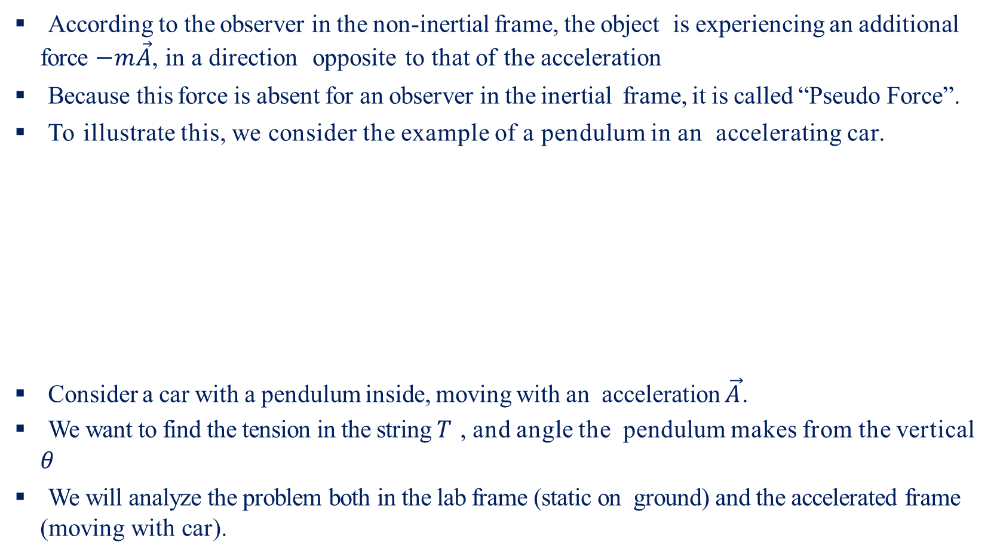 ▪ According to the observer in the non-inertial frame, the object is experiencing an additional
force −m\vec{A}, in a direction opposite to that of the acceleration
▪ Because this force is absent for an observer in the inertial frame, it is called “Pseudo Force”.
▪ To illustrate this, we consider the example of a pendulum in an accelerating car.
▪ Consider a car with a pendulum inside, moving with an acceleration \vec{A}.
▪ We want to find the tension in the string T , and angle the pendulum makes from the vertical
θ
▪ We will analyze the problem both in the lab frame (static on ground) and the accelerated frame
(moving with car).